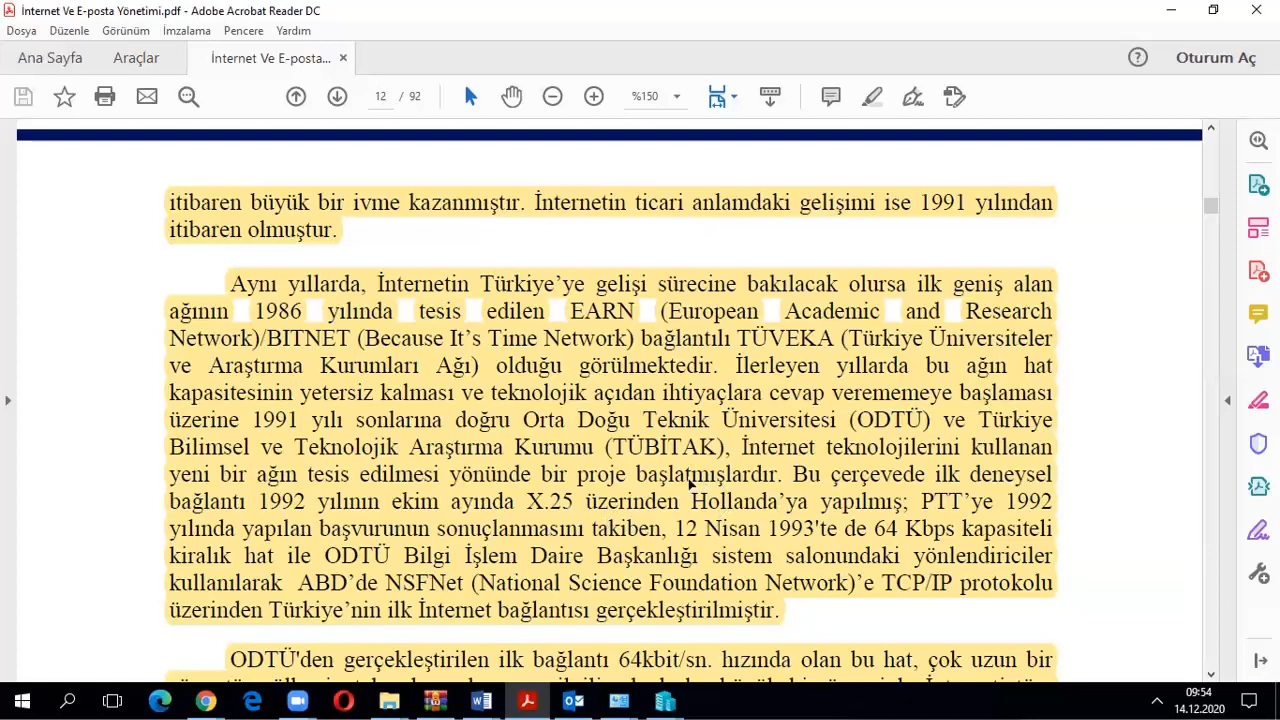 İnternet Ve E-posta Yönetimi.pdf - Adobe Acrobat Reader DC
Dosya Düzenle Görünüm İmzalama Pencere Yardım
Ana Sayfa Araçlar İnternet Ve E-posta... × ? Oturum Aç
12 / 92 %150
itibaren büyük bir ivme kazanmıştır. İnternetin ticari anlamdaki gelişimi ise 1991 yılından
itibaren olmuştur.
Aynı yıllarda, İnternetin Türkiye’ye gelişi sürecine bakılacak olursa ilk geniş alan
ağının 1986 yılında tesis edilen EARN (European Academic and Research
Network)/BITNET (Because It’s Time Network) bağlantılı TÜVEKA (Türkiye Üniversiteler
ve Araştırma Kurumları Ağı) olduğu görülmektedir. İlerleyen yıllarda bu ağın hat
kapasitesinin yetersiz kalması ve teknolojik açıdan ihtiyaçlara cevap verememeye başlaması
üzerine 1991 yılı sonlarına doğru Orta Doğu Teknik Üniversitesi (ODTÜ) ve Türkiye
Bilimsel ve Teknolojik Araştırma Kurumu (TÜBİTAK), İnternet teknolojilerini kullanan
yeni bir ağın tesis edilmesi yönünde bir proje başlatmışlardır. Bu çerçevede ilk deneysel
bağlantı 1992 yılının ekim ayında X.25 üzerinden Hollanda’ya yapılmış; PTT’ye 1992
yılında yapılan başvurunun sonuçlanmasını takiben, 12 Nisan 1993'te de 64 Kbps kapasiteli
kiralık hat ile ODTÜ Bilgi İşlem Daire Başkanlığı sistem salonundaki yönlendiriciler
kullanılarak ABD’de NSFNet (National Science Foundation Network)’e TCP/IP protokolu
üzerinden Türkiye’nin ilk İnternet bağlantısı gerçekleştirilmiştir.
ODTÜ'den gerçekleştirilen ilk bağlantı 64kbit/sn. hızında olan bu hat, çok uzun bir
09:54
14.12.2020